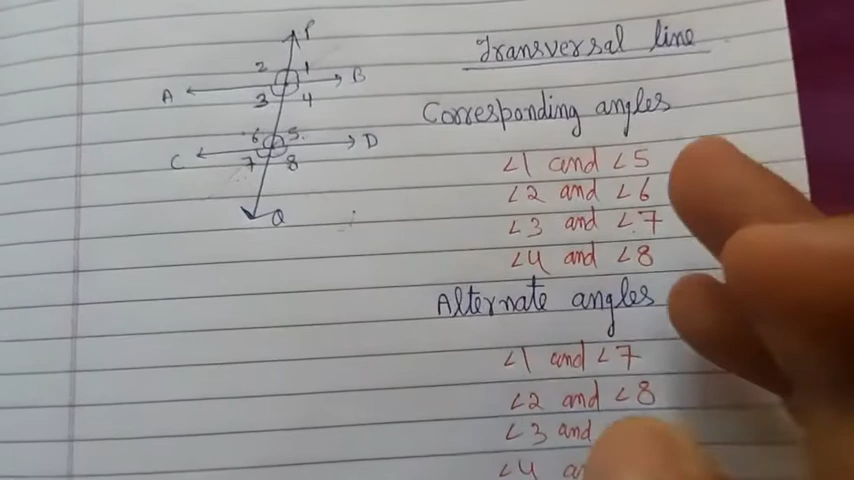 Transversal line
P
2 1
A B
3 4
6 5
C D
7 8
Q
Corresponding angles
∠1 and ∠5
∠2 and ∠6
∠3 and ∠7
∠4 and ∠8
Alternate angles
∠1 and ∠7
∠2 and ∠8
∠3 and
∠4